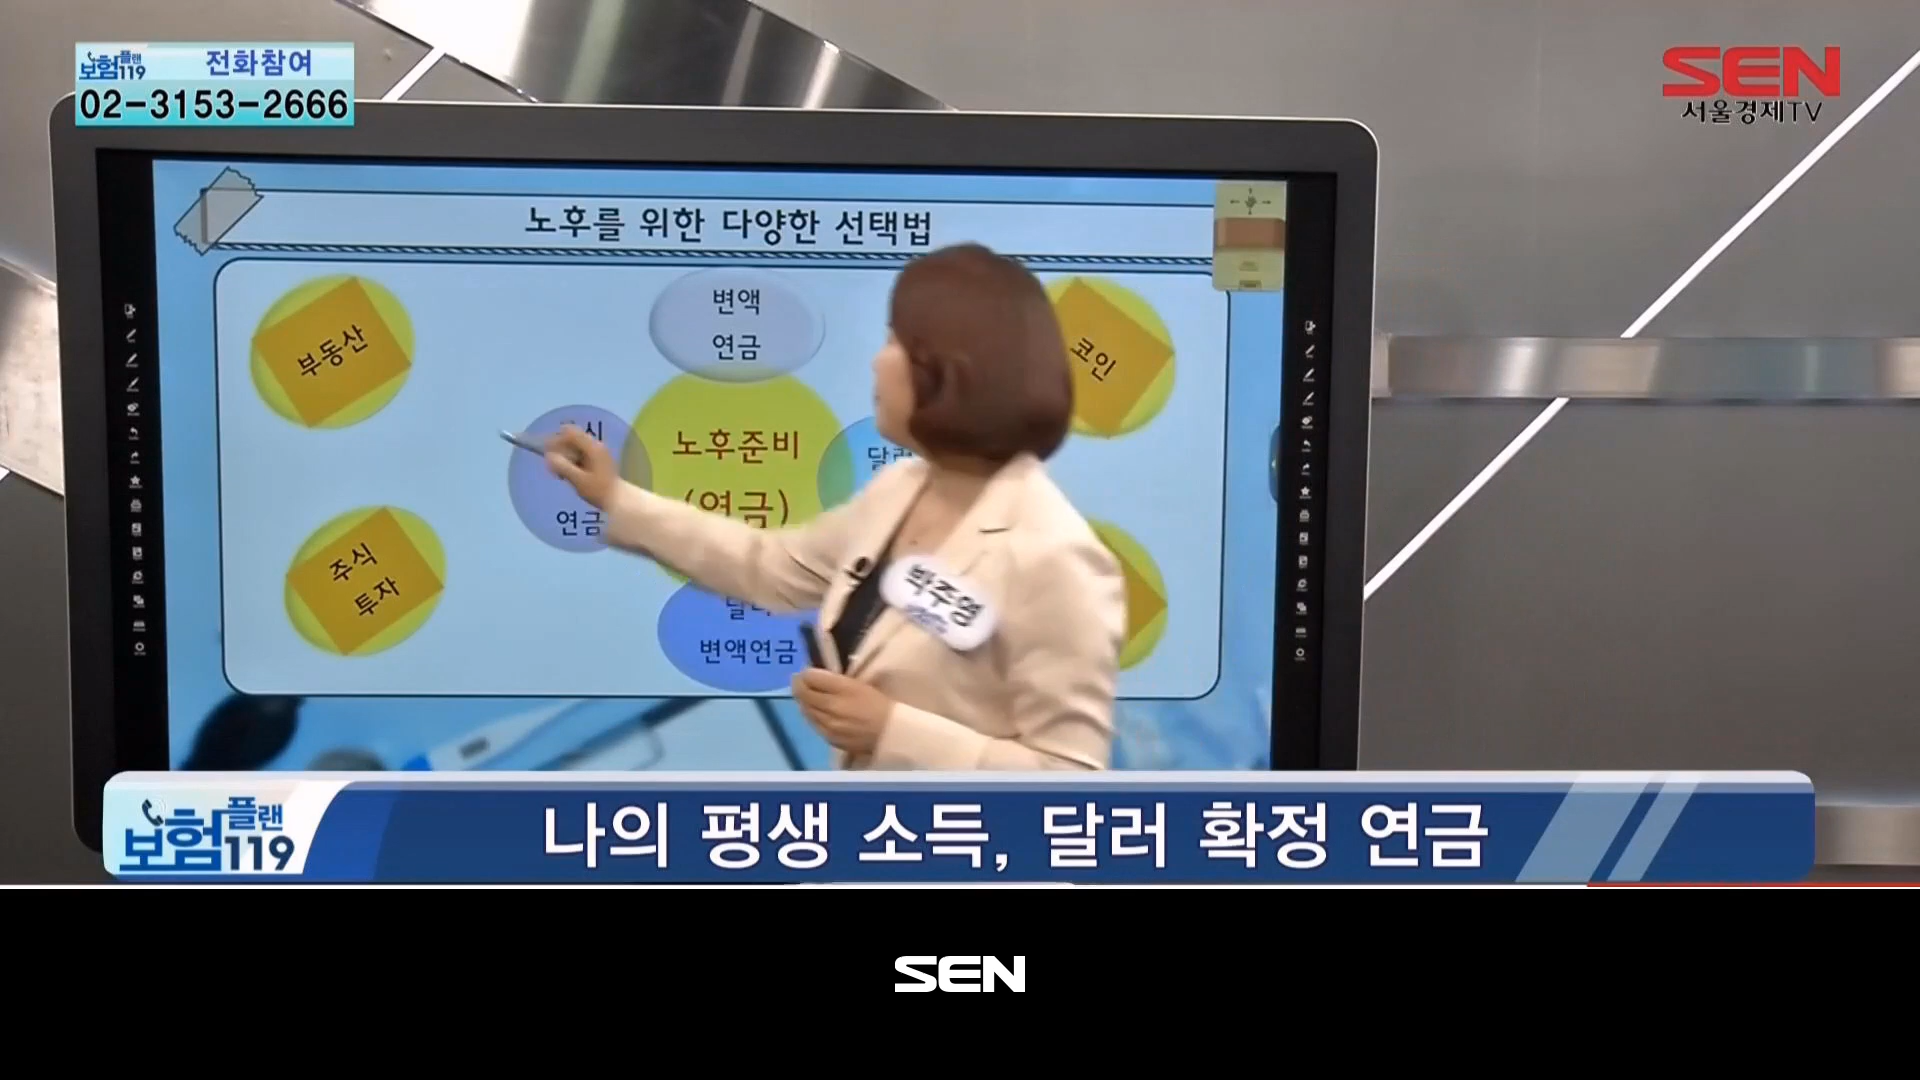 보험플랜119 전화참여
02-3153-2666
SEN
서울경제TV
노후를 위한 다양한 선택법
부동산
변액
연금
코인
노후준비
(연금)
연금
주식
투자
변액연금
박주영
보험플랜119
나의 평생 소득, 달러 확정 연금
SEN